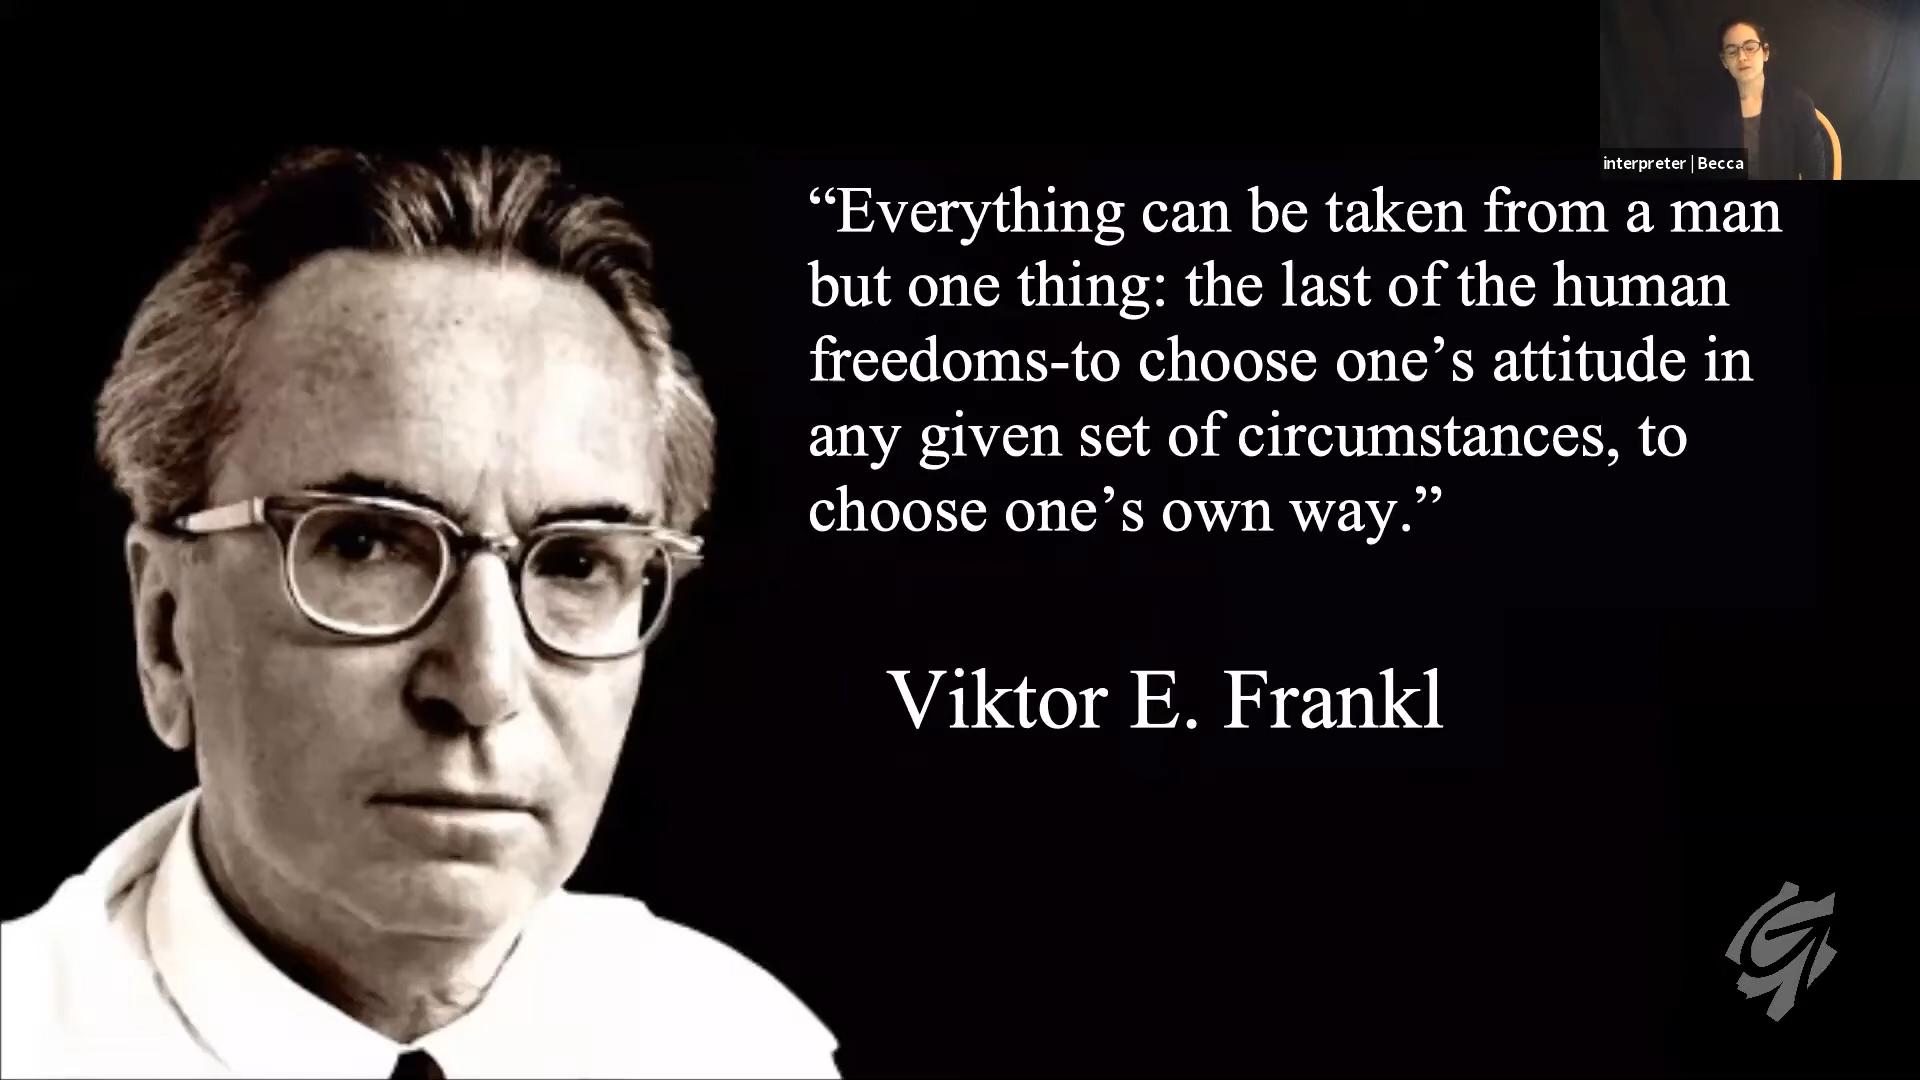 interpreter | Becca
“Everything can be taken from a man
but one thing: the last of the human
freedoms-to choose one’s attitude in
any given set of circumstances, to
choose one’s own way.”
Viktor E. Frankl